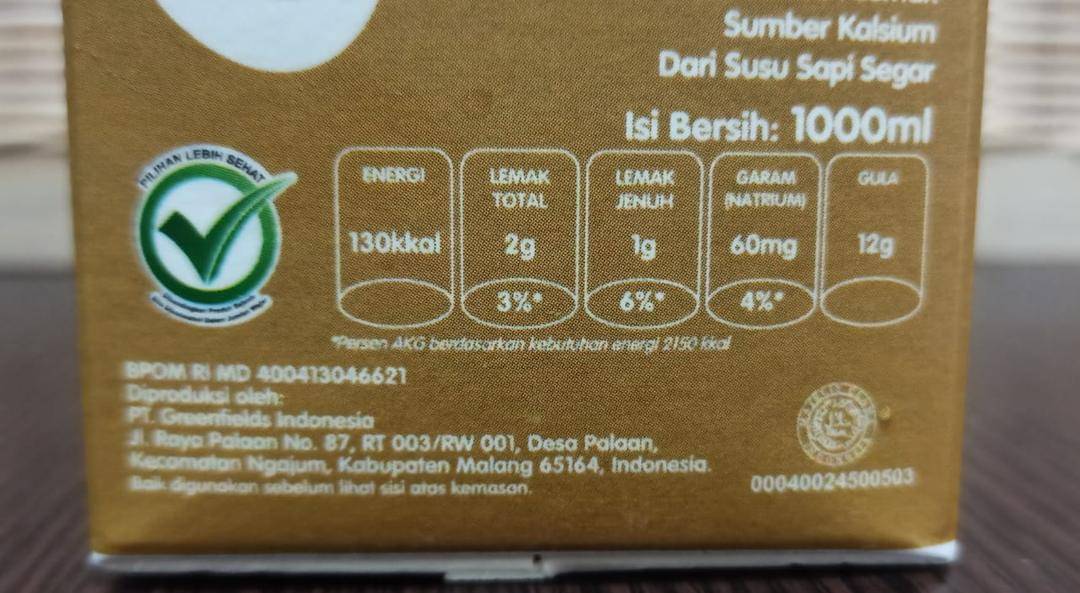 Sumber Kalsium
Dari Susu Sapi Segar
Isi Bersih: 1000ml
PILIHAN LEBIH SEHAT
ENERGI
130kkal
LEMAK
TOTAL
2g
3%*
LEMAK
JENUH
1g
6%*
GARAM
(NATRIUM)
60mg
4%*
GULA
12g
*Persen AKG berdasarkan kebutuhan energi 2150 kkal
BPOM RI MD 400413046621
Diproduksi oleh:
PT. Greenfields Indonesia
Jl. Raya Palaan No. 87, RT 003/RW 001, Desa Palaan,
Kecamatan Ngajum, Kabupaten Malang 65164, Indonesia.
Baik digunakan sebelum lihat sisi atas kemasan.
00040024500503